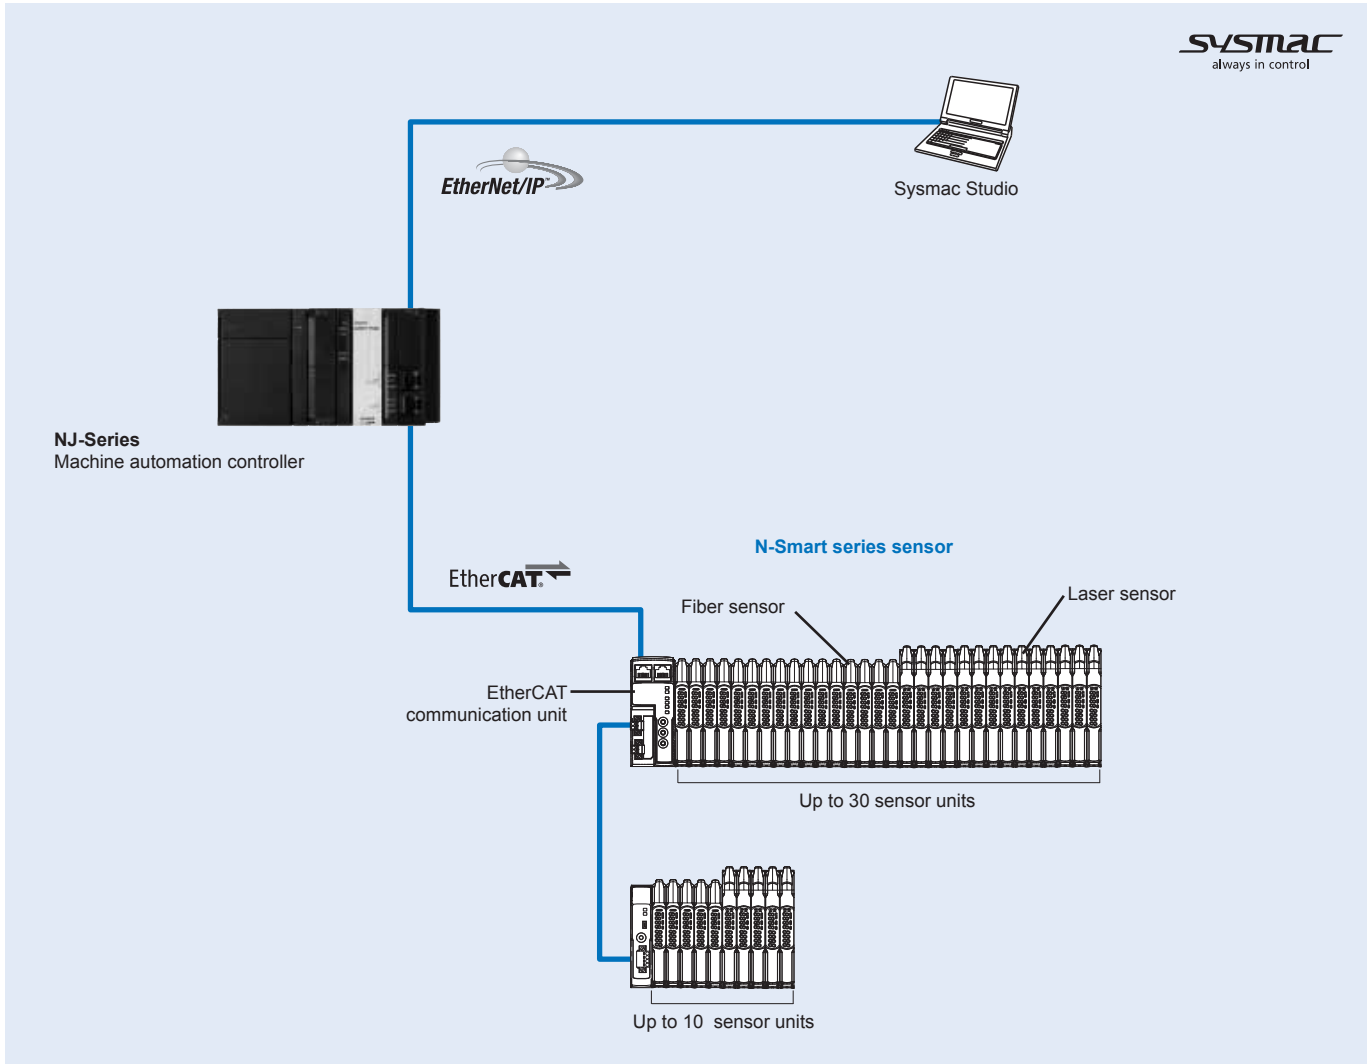 sysmac
always in control
EtherNet/IP™
Sysmac Studio
NJ-Series
Machine automation controller
N-Smart series sensor
EtherCAT®
Fiber sensor
Laser sensor
EtherCAT
communication unit
Up to 30 sensor units
Up to 10 sensor units